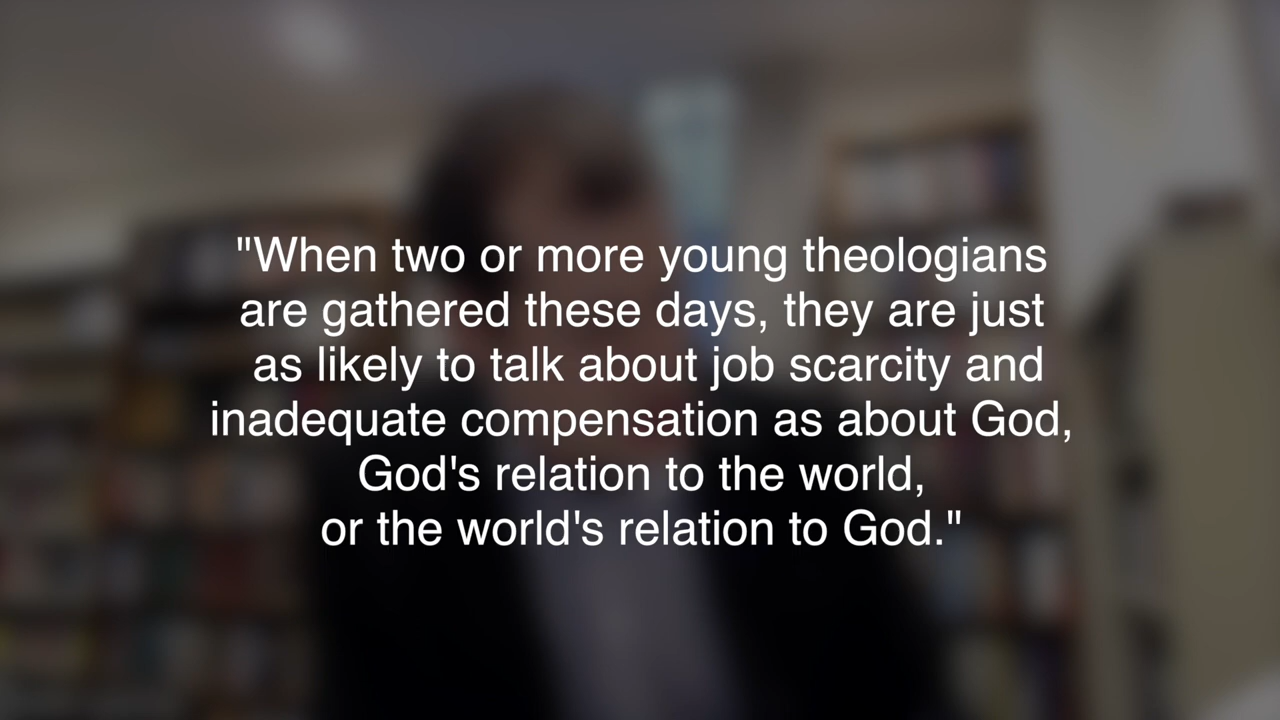 "When two or more young theologians
are gathered these days, they are just
as likely to talk about job scarcity and
inadequate compensation as about God,
God's relation to the world,
or the world's relation to God."